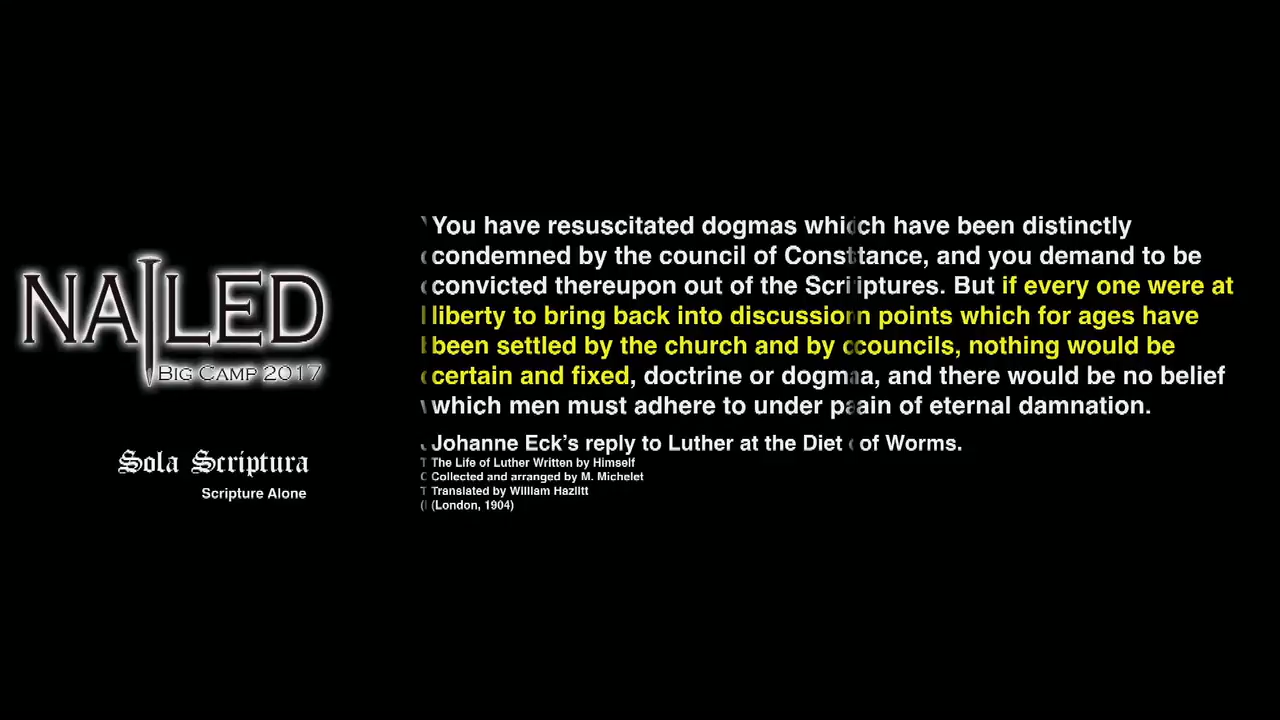 NAILED
BIG CAMP 2017
Sola Scriptura
Scripture Alone
You have resuscitated dogmas which have been distinctly
condemned by the council of Constance, and you demand to be
convicted thereupon out of the Scriptures. But if every one were at
liberty to bring back into discussion points which for ages have
been settled by the church and by councils, nothing would be
certain and fixed, doctrine or dogma, and there would be no belief
which men must adhere to under pain of eternal damnation.
Johanne Eck’s reply to Luther at the Diet of Worms.
The Life of Luther Written by Himself
Collected and arranged by M. Michelet
Translated by William Hazlitt
(London, 1904)